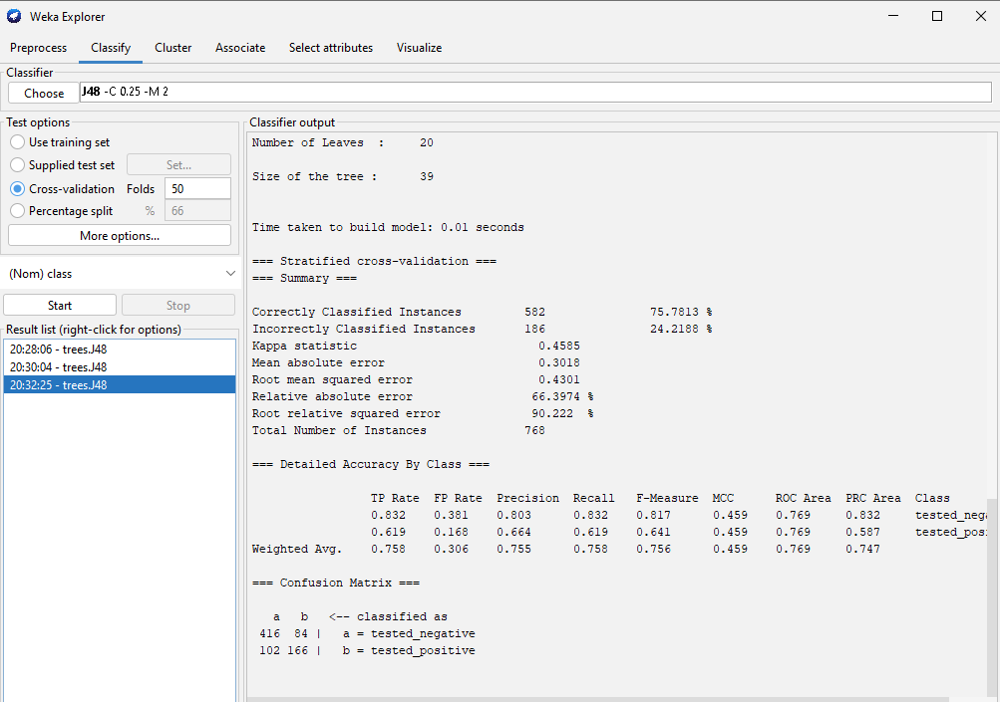 Weka Explorer
Preprocess Classify Cluster Associate Select attributes Visualize
Classifier
Choose J48 -C 0.25 -M 2
Test options
Use training set
Supplied test set Set...
Cross-validation Folds 50
Percentage split % 66
More options...
(Nom) class
Start Stop
Result list (right-click for options)
20:28:06 - trees.J48
20:30:04 - trees.J48
20:32:25 - trees.J48
Classifier output
Number of Leaves : 20
Size of the tree : 39
Time taken to build model: 0.01 seconds
=== Stratified cross-validation ===
=== Summary ===
Correctly Classified Instances 582 75.7813 %
Incorrectly Classified Instances 186 24.2188 %
Kappa statistic 0.4585
Mean absolute error 0.3018
Root mean squared error 0.4301
Relative absolute error 66.3974 %
Root relative squared error 90.222 %
Total Number of Instances 768
=== Detailed Accuracy By Class ===
TP Rate FP Rate Precision Recall F-Measure MCC ROC Area PRC Area Class
0.832 0.381 0.803 0.832 0.817 0.459 0.769 0.832 tested_neg
0.619 0.168 0.664 0.619 0.641 0.459 0.769 0.587 tested_pos
Weighted Avg. 0.758 0.306 0.755 0.758 0.756 0.459 0.769 0.747
=== Confusion Matrix ===
a b <-- classified as
416 84 | a = tested_negative
102 166 | b = tested_positive